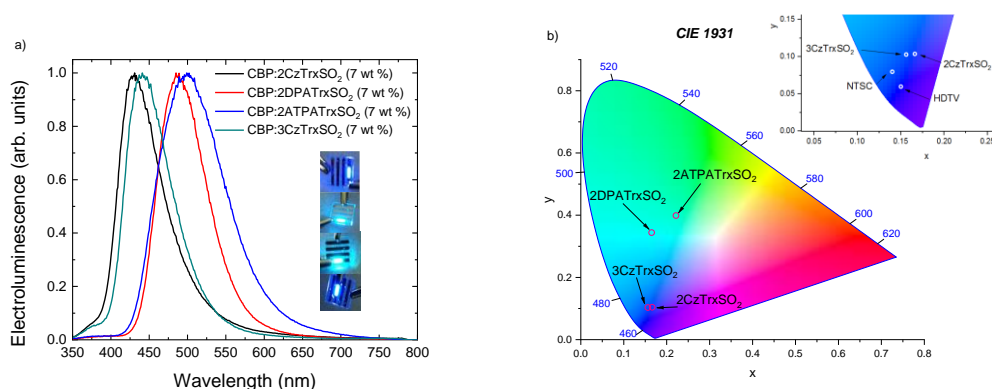 a)
Electroluminescence (arb. units)
1.0
0.8
0.6
0.4
0.2
0.0
CBP:2CzTrxSO₂ (7 wt %)
CBP:2DPATrxSO₂ (7 wt %)
CBP:2ATPATrxSO₂ (7 wt %)
CBP:3CzTrxSO₂ (7 wt %)
350 400 450 500 550 600 650 700 750 800
Wavelength (nm)
b)
CIE 1931
y
0.8
0.6
0.4
0.2
0.0
520
540
560
580
600
620
500
480
460
2ATPATrxSO₂
2DPATrxSO₂
3CzTrxSO₂
2CzTrxSO₂
0.0 0.1 0.2 0.3 0.4 0.5 0.6 0.7 0.8
x
y
0.15
0.10
0.05
0.00
3CzTrxSO₂
2CzTrxSO₂
NTSC
HDTV
0.05 0.10 0.15 0.20 0.25
x